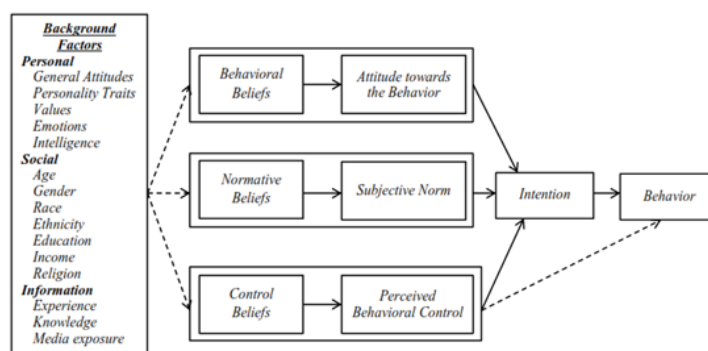 Background
Factors
Personal
General Attitudes
Personality Traits
Values
Emotions
Intelligence
Social
Age
Gender
Race
Ethnicity
Education
Income
Religion
Information
Experience
Knowledge
Media exposure
Behavioral
Beliefs
Attitude towards
the Behavior
Normative
Beliefs
Subjective Norm
Control
Beliefs
Perceived
Behavioral Control
Intention
Behavior